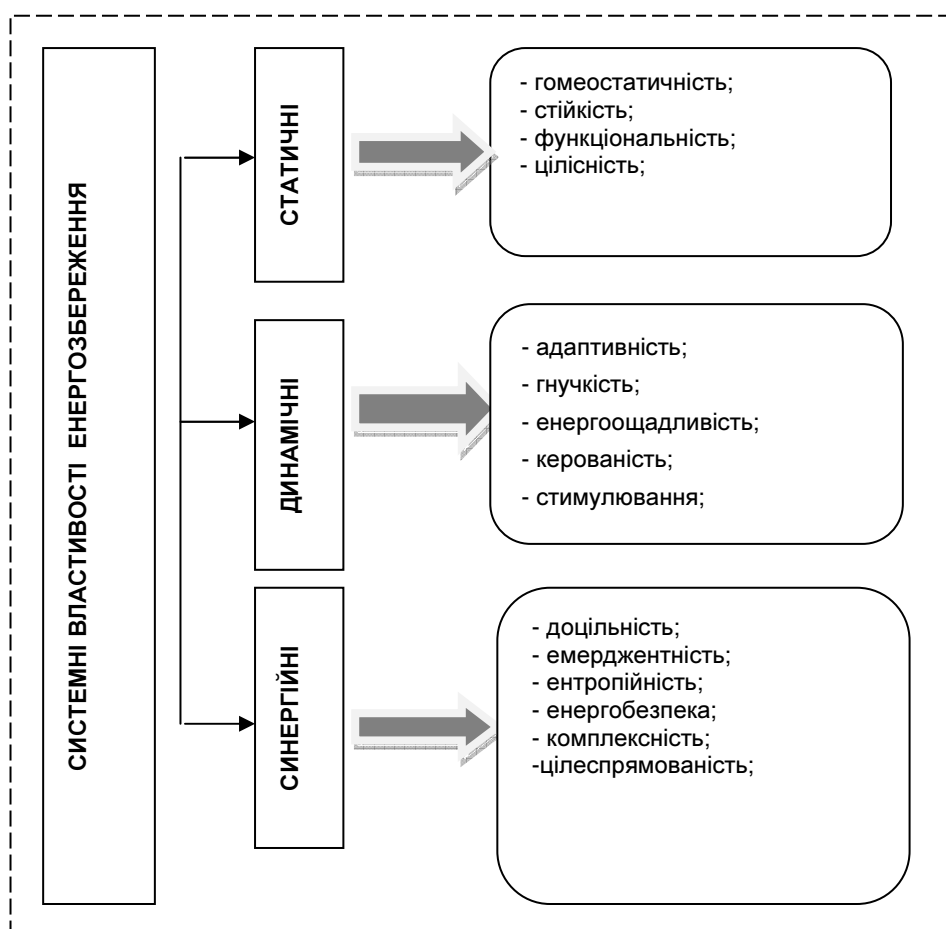 СИСТЕМНІ ВЛАСТИВОСТІ ЕНЕРГОЗБЕРЕЖЕННЯ
СТАТИЧНІ
- гомеостатичність;
- стійкість;
- функціональність;
- цілісність;
ДИНАМІЧНІ
- адаптивність;
- гнучкість;
- енергоощадливість;
- керованість;
- стимулювання;
СИНЕРГІЙНІ
- доцільність;
- емерджентність;
- ентропійність;
- енергобезпека;
- комплексність;
-цілеспрямованість;